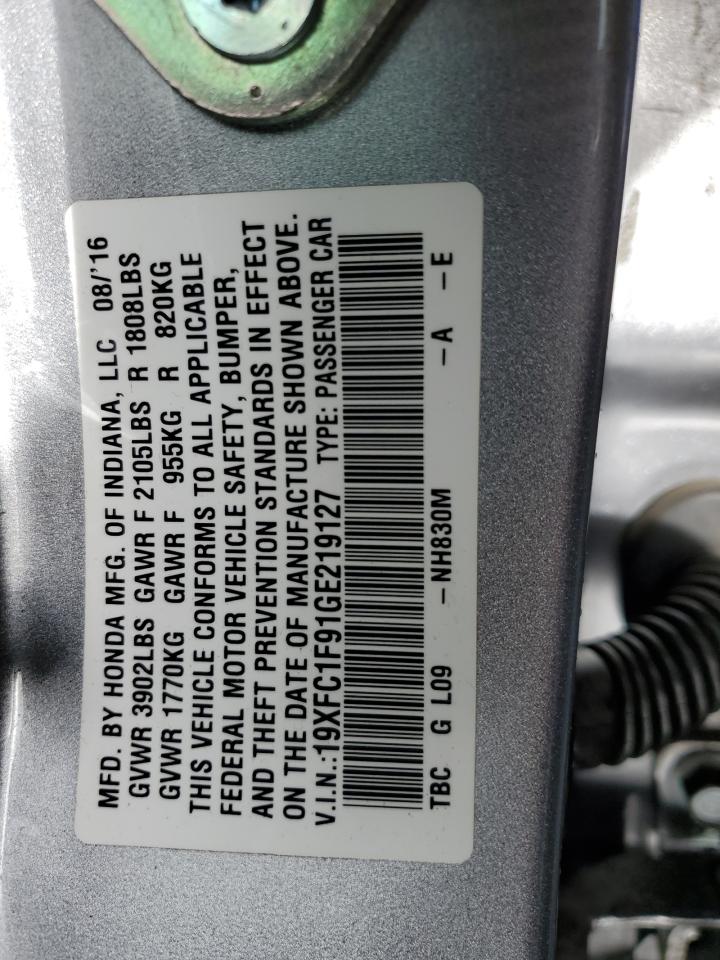 MFD. BY HONDA MFG. OF INDIANA, LLC 08/'16
GVWR 3902LBS GAWR F 2105LBS R 1808LBS
GVWR 1770KG GAWR F 955KG R 820KG
THIS VEHICLE CONFORMS TO ALL APPLICABLE
FEDERAL MOTOR VEHICLE SAFETY, BUMPER,
AND THEFT PREVENTION STANDARDS IN EFFECT
ON THE DATE OF MANUFACTURE SHOWN ABOVE.
V.I.N.:19XFC1F91GE219127 TYPE: PASSENGER CAR
TBC G L09 -NH830M -A -E